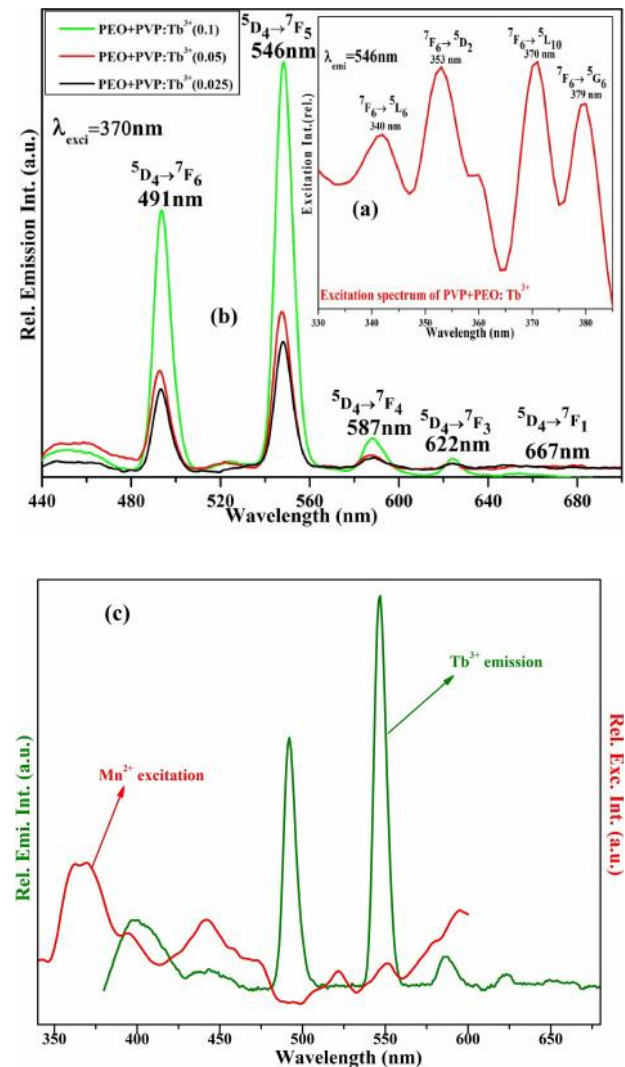 PEO+PVP:Tb³⁺(0.1)
PEO+PVP:Tb³⁺(0.05)
PEO+PVP:Tb³⁺(0.025)
λexci=370nm
⁵D₄→⁷F₆
491nm
⁵D₄→⁷F₅
546nm
(b)
⁵D₄→⁷F₄
587nm
⁵D₄→⁷F₃
622nm
⁵D₄→⁷F₁
667nm
Rel. Emission Int. (a.u.)
440 480 520 560 600 640 680
Wavelength (nm)
λemi=546nm
⁷F₆→⁵L₆
340 nm
⁷F₆→⁵D₂
353 nm
⁷F₆→⁵L₁₀
370 nm
⁷F₆→⁵G₆
379 nm
(a)
Excitation Int.(rel.)
Excitation spectrum of PVP+PEO: Tb³⁺
330 340 350 360 370 380
Wavelength (nm)
(c)
Tb³⁺ emission
Mn²⁺ excitation
Rel. Emi. Int. (a.u.)
Rel. Exc. Int. (a.u.)
350 400 450 500 550 600 650
Wavelength (nm)